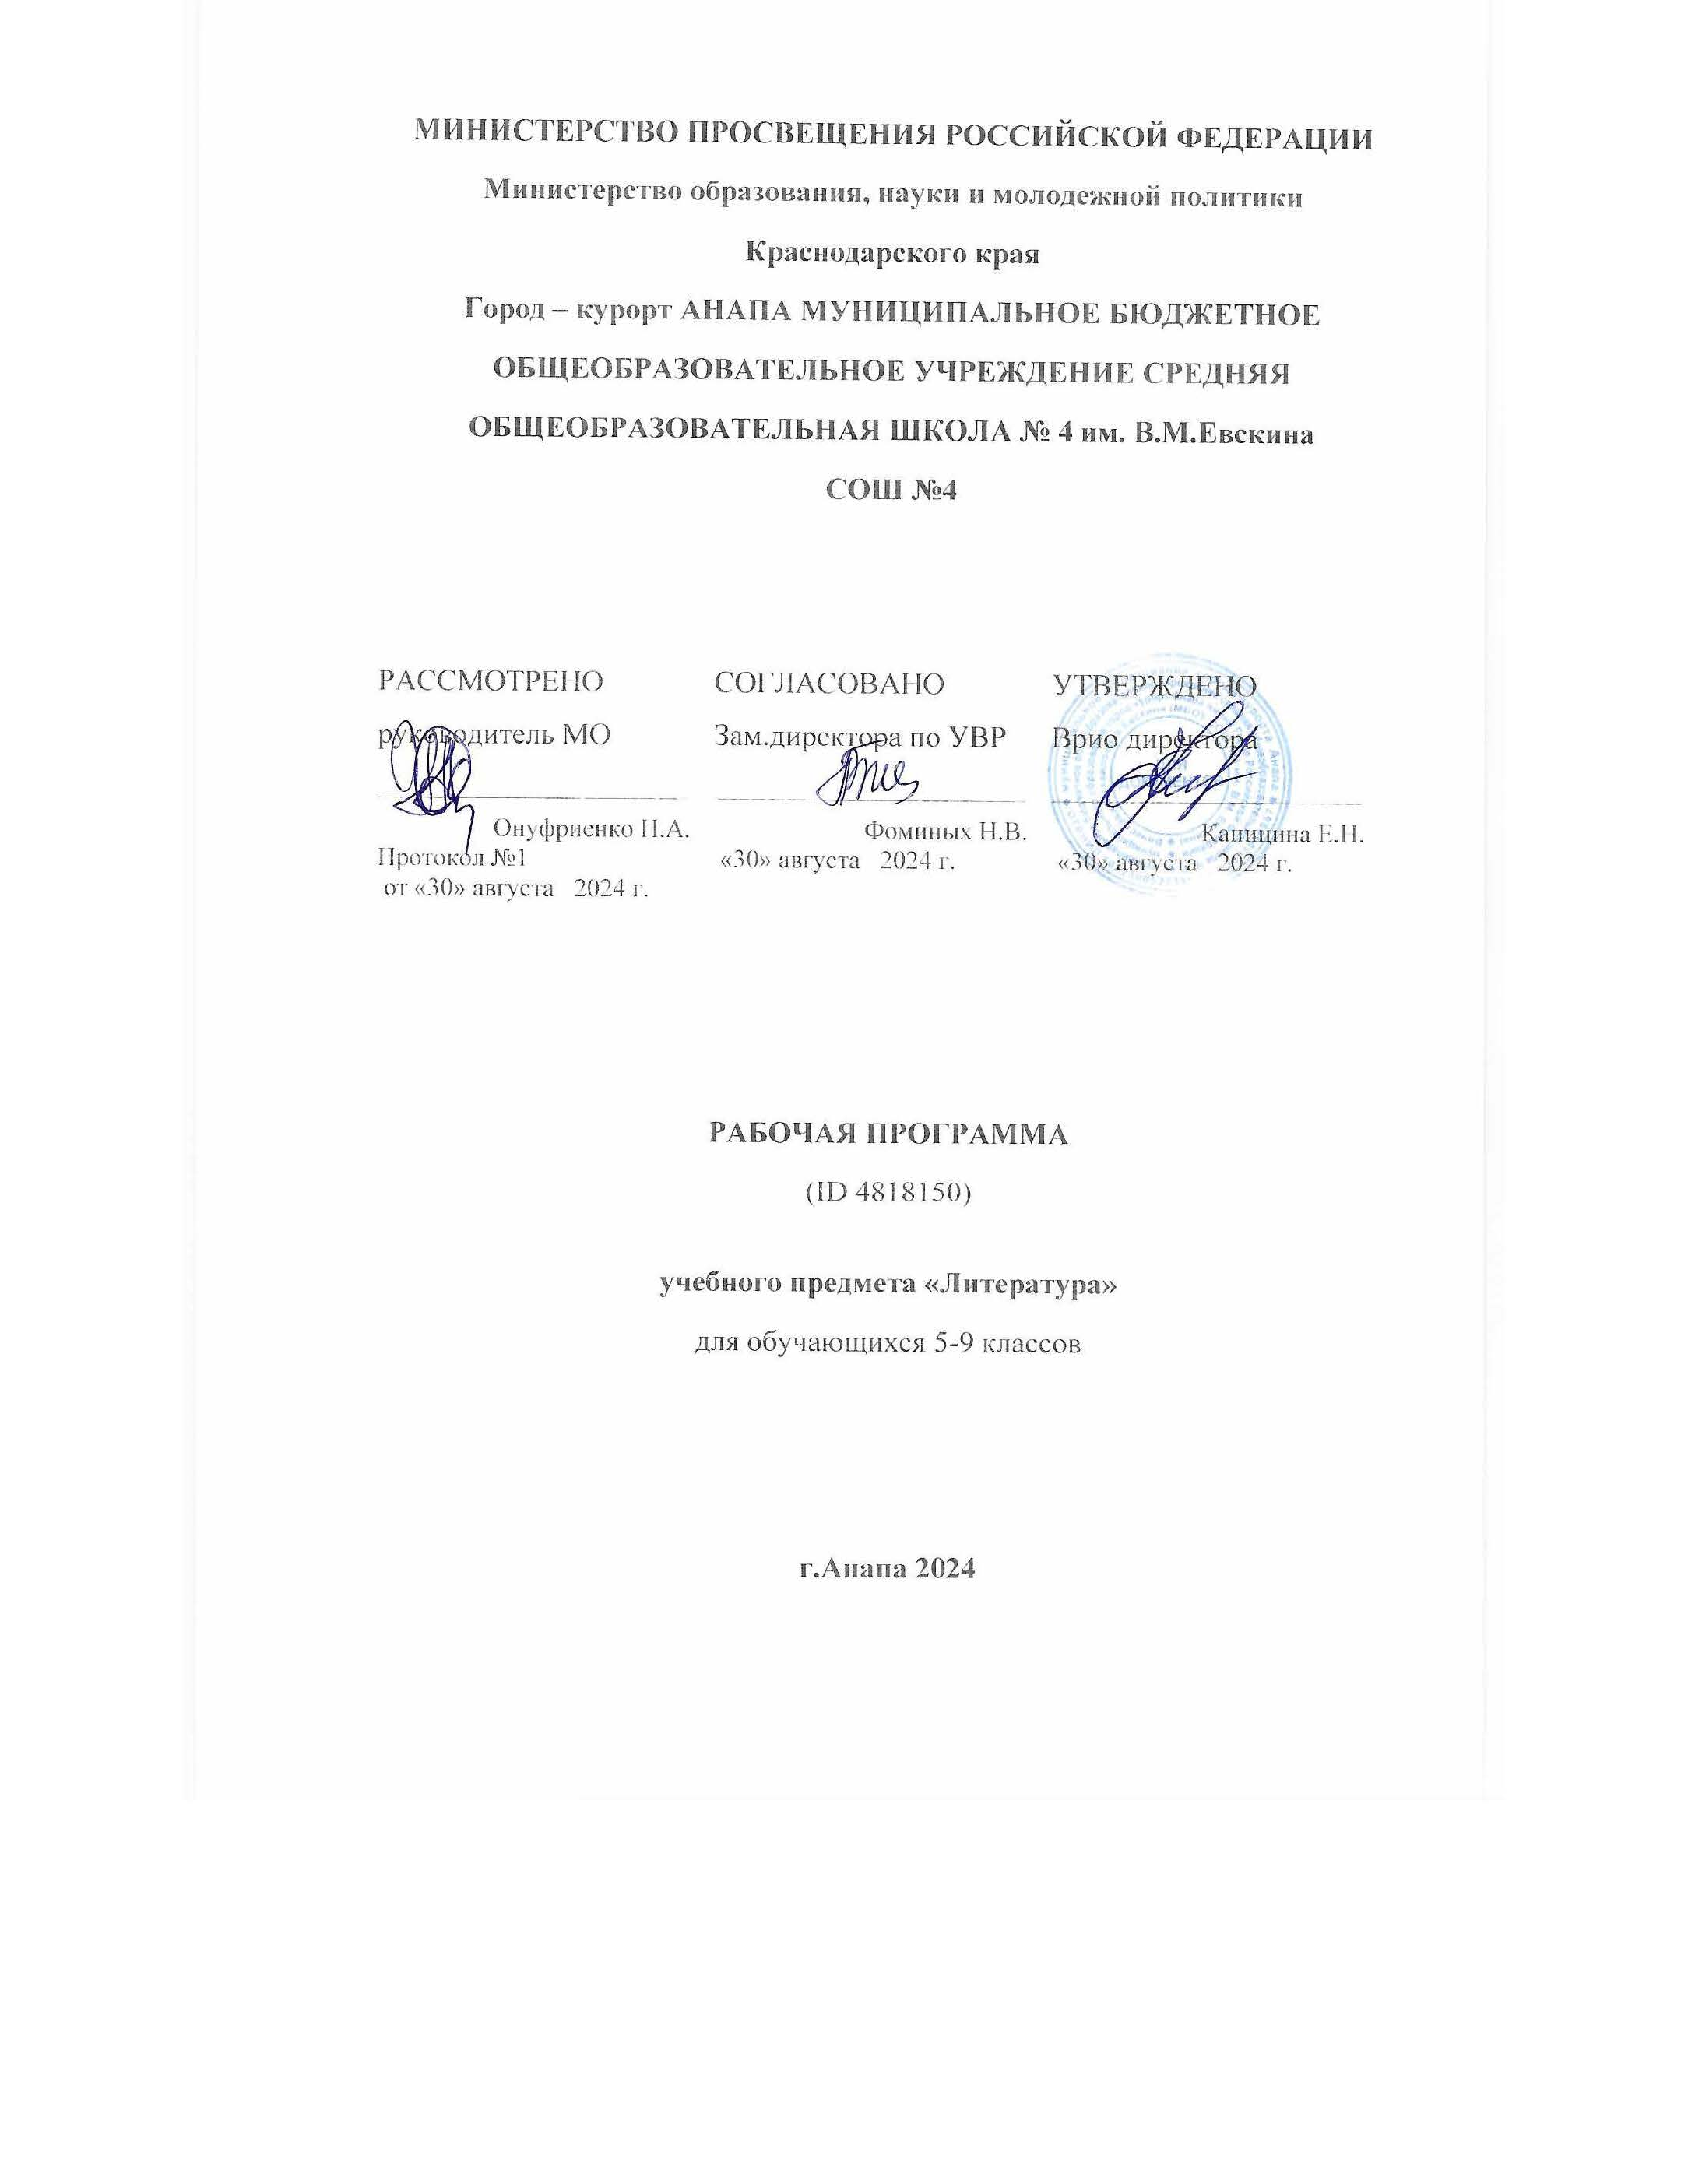 МИНИСТЕРСТВО ПРОСВЕЩЕНИЯ РОССИЙСКОЙ ФЕДЕРАЦИИ
Министерство образования, науки и молодежной политики
Краснодарского края
Город – курорт АНАПА МУНИЦИПАЛЬНОЕ БЮДЖЕТНОЕ
ОБЩЕОБРАЗОВАТЕЛЬНОЕ УЧРЕЖДЕНИЕ СРЕДНЯЯ
ОБЩЕОБРАЗОВАТЕЛЬНАЯ ШКОЛА № 4 им. В.М.Евскина
СОШ №4
РАССМОТРЕНО
руководитель МО
Онуфриенко Н.А.
Протокол №1
от «30» августа 2024 г.
СОГЛАСОВАНО
Зам.директора по УВР
Фоминых Н.В.
«30» августа 2024 г.
УТВЕРЖДЕНО
Врио директора
Е.Н.
«30» августа 2024 г.
РАБОЧАЯ ПРОГРАММА
(ID 4818150)
учебного предмета «Литература»
для обучающихся 5-9 классов
г.Анапа 2024